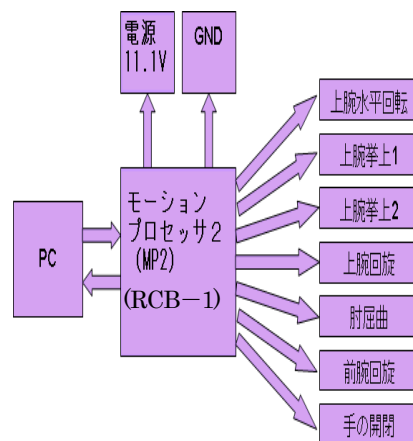 電源
11.1V
GND
上腕水平回転
上腕挙上1
上腕挙上2
上腕回旋
肘屈曲
前腕回旋
手の開閉
モーション
プロセッサ2
(MP2)
(RCB−1)
PC